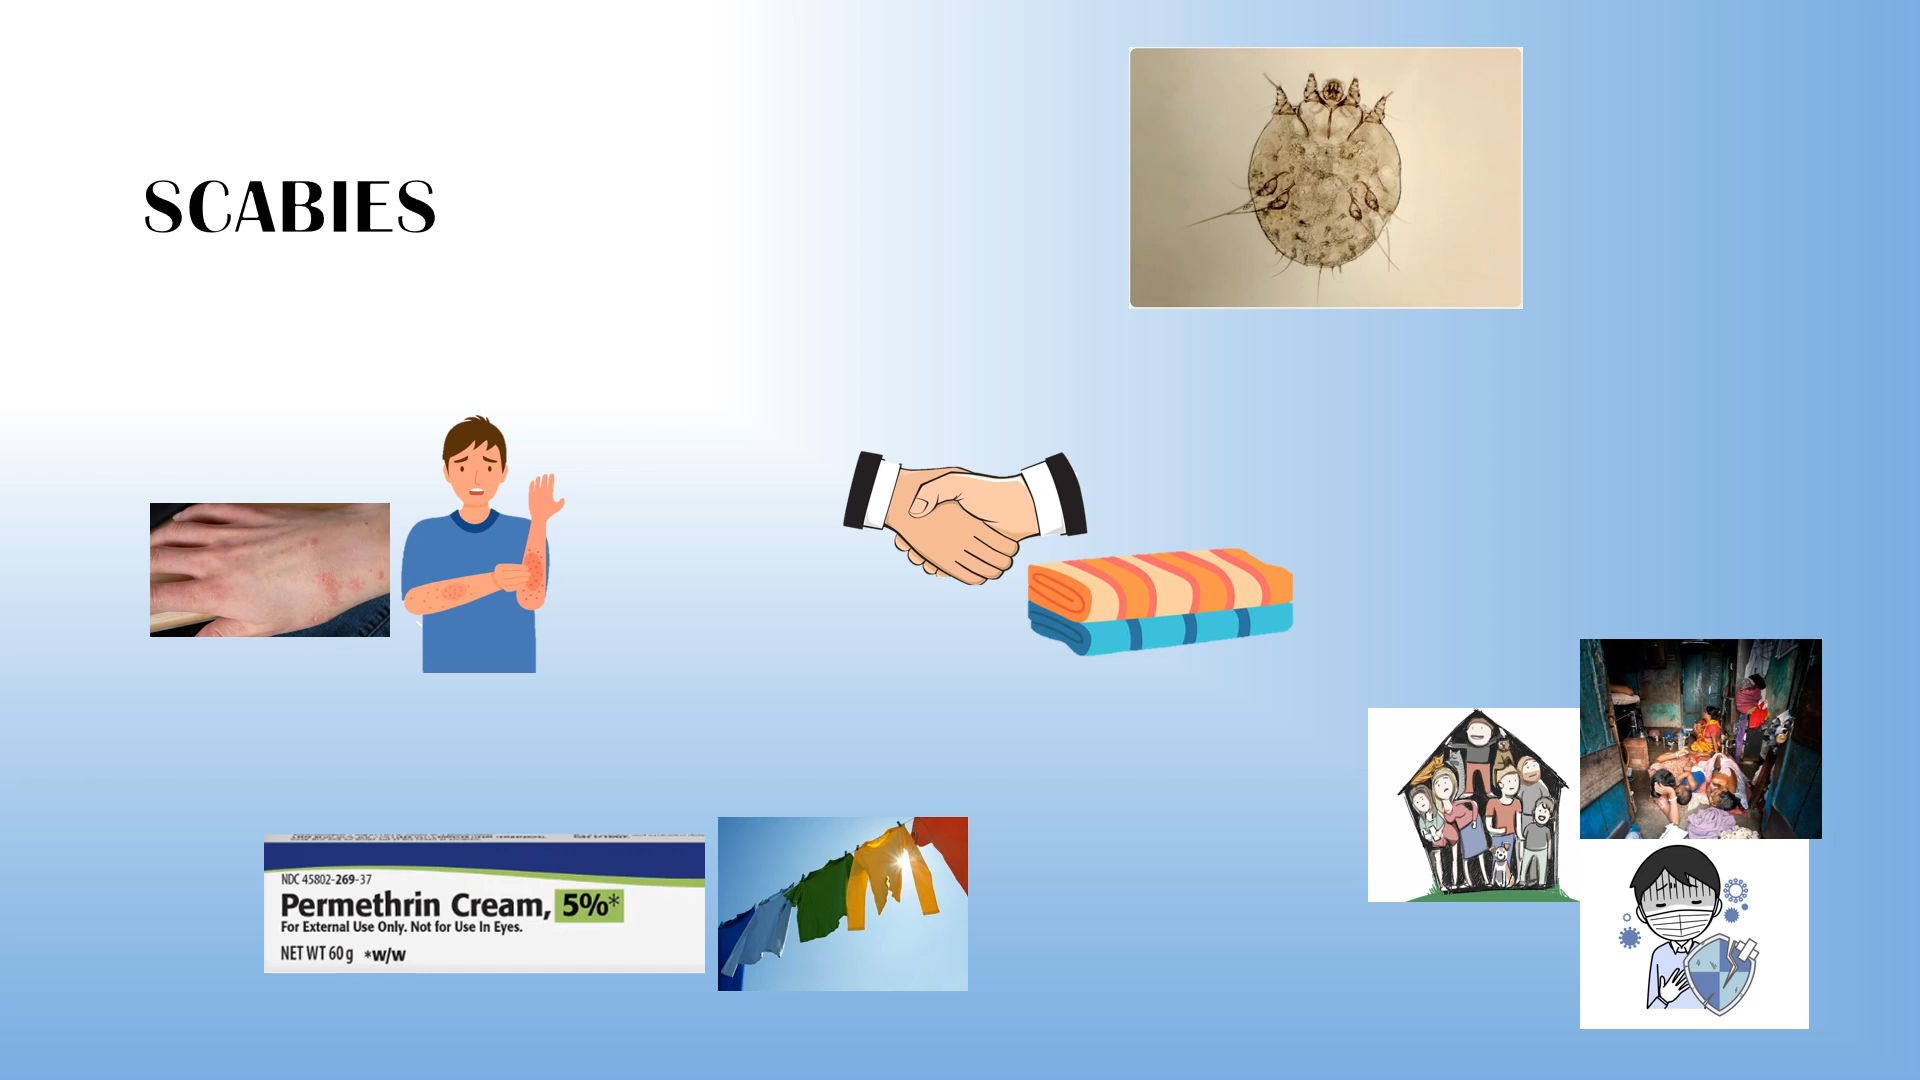 SCABIES
NDC 45802-269-37
Permethrin Cream, 5%*
For External Use Only. Not for Use In Eyes.
NET WT 60g *w/w